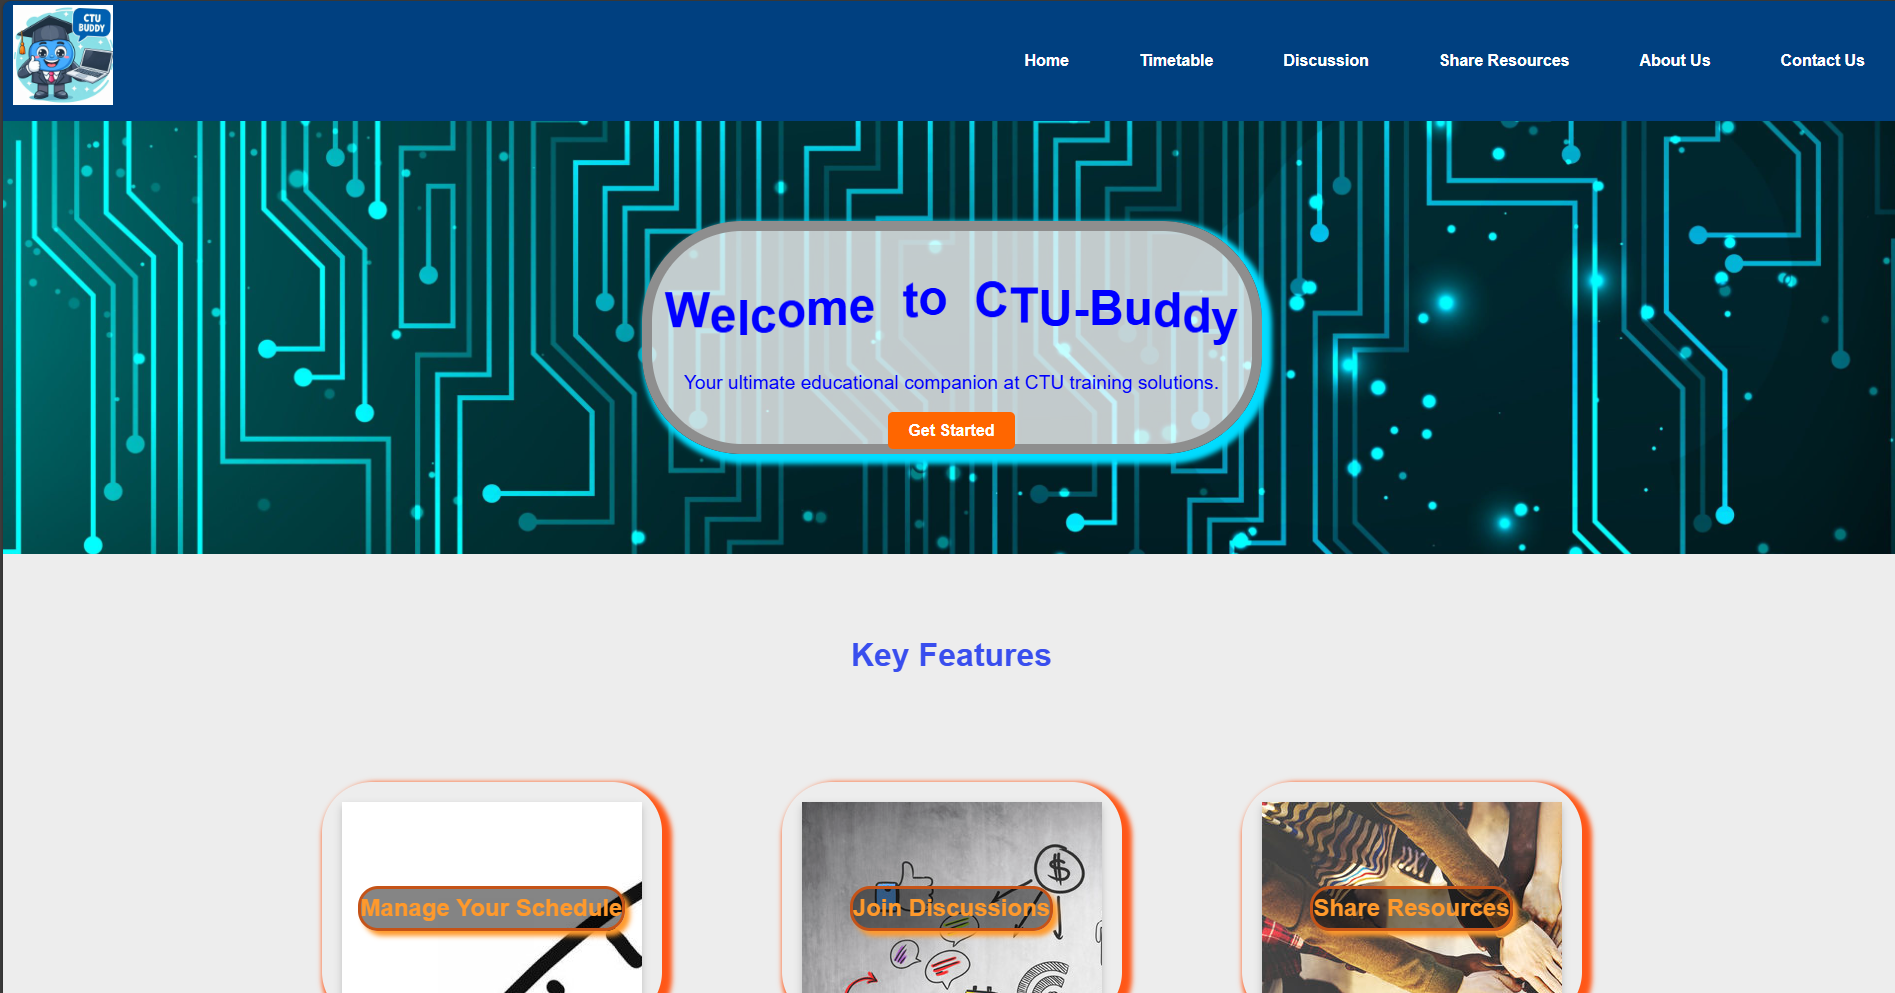 CTU
BUDDY
Home Timetable Discussion Share Resources About Us Contact Us
Welcome to CTU-Buddy
Your ultimate educational companion at CTU training solutions.
Get Started
Key Features
Manage Your Schedule
Join Discussions
Share Resources